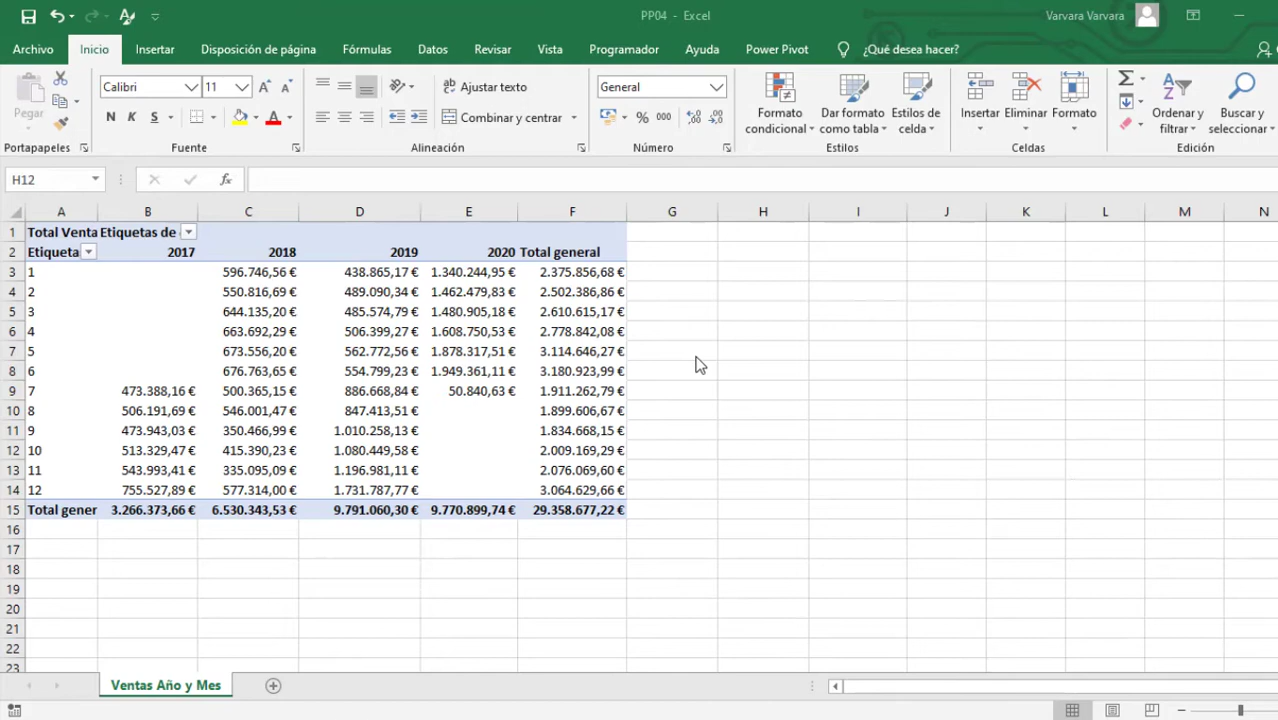 PP04 - Excel
Varvara Varvara
Archivo Inicio Insertar Disposición de página Fórmulas Datos Revisar Vista Programador Ayuda Power Pivot ¿Qué desea hacer?
Pegar
Calibri 11
Ajustar texto
General
N K S
Combinar y centrar
% 000
Formato condicional
Dar formato como tabla
Estilos de celda
Insertar
Eliminar
Formato
Ordenar y filtrar
Buscar y seleccionar
Portapapeles Fuente Alineación Número Estilos Celdas Edición
H12 fx
A B C D E F G H I J K L M N
1 Total Venta Etiquetas de
2 Etiqueta 2017 2018 2019 2020 Total general
3 1 596.746,56 € 438.865,17 € 1.340.244,95 € 2.375.856,68 €
4 2 550.816,69 € 489.090,34 € 1.462.479,83 € 2.502.386,86 €
5 3 644.135,20 € 485.574,79 € 1.480.905,18 € 2.610.615,17 €
6 4 663.692,29 € 506.399,27 € 1.608.750,53 € 2.778.842,08 €
7 5 673.556,20 € 562.772,56 € 1.878.317,51 € 3.114.646,27 €
8 6 676.763,65 € 554.799,23 € 1.949.361,11 € 3.180.923,99 €
9 7 473.388,16 € 500.365,15 € 886.668,84 € 50.840,63 € 1.911.262,79 €
10 8 506.191,69 € 546.001,47 € 847.413,51 € 1.899.606,67 €
11 9 473.943,03 € 350.466,99 € 1.010.258,13 € 1.834.668,15 €
12 10 513.329,47 € 415.390,23 € 1.080.449,58 € 2.009.169,29 €
13 11 543.993,41 € 335.095,09 € 1.196.981,11 € 2.076.069,60 €
14 12 755.527,89 € 577.314,00 € 1.731.787,77 € 3.064.629,66 €
15 Total gener 3.266.373,66 € 6.530.343,53 € 9.791.060,30 € 9.770.899,74 € 29.358.677,22 €
16
17
18
19
20
21
22
23
Ventas Año y Mes